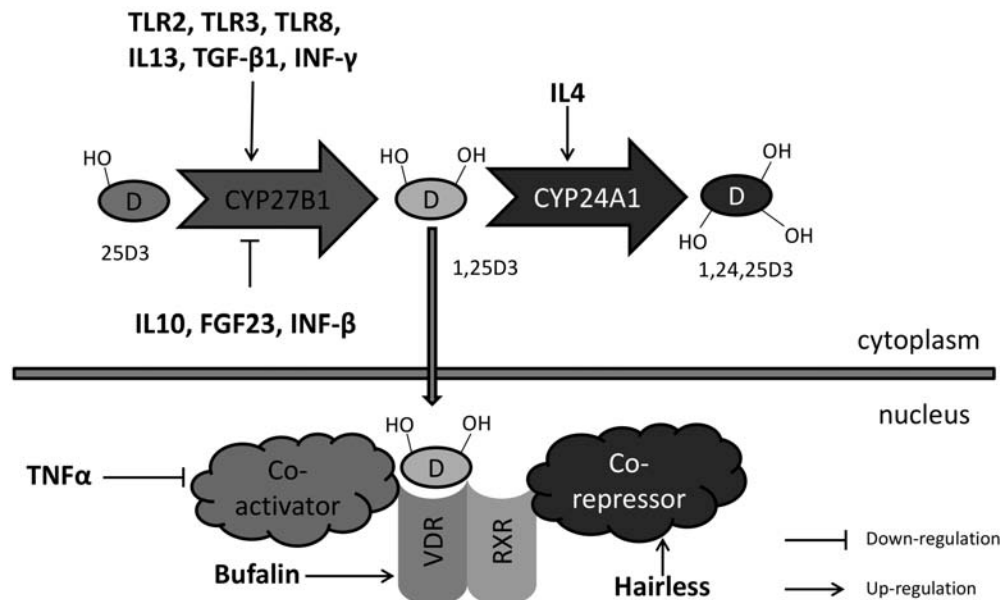 TLR2, TLR3, TLR8,
IL13, TGF-β1, INF-γ
IL4
HO
D
25D3
CYP27B1
HO
OH
D
1,25D3
CYP24A1
OH
D
HO
OH
1,24,25D3
IL10, FGF23, INF-β
cytoplasm
nucleus
HO
OH
D
TNFα
Co-
activator
VDR
RXR
Co-
repressor
Bufalin
Hairless
Down-regulation
Up-regulation